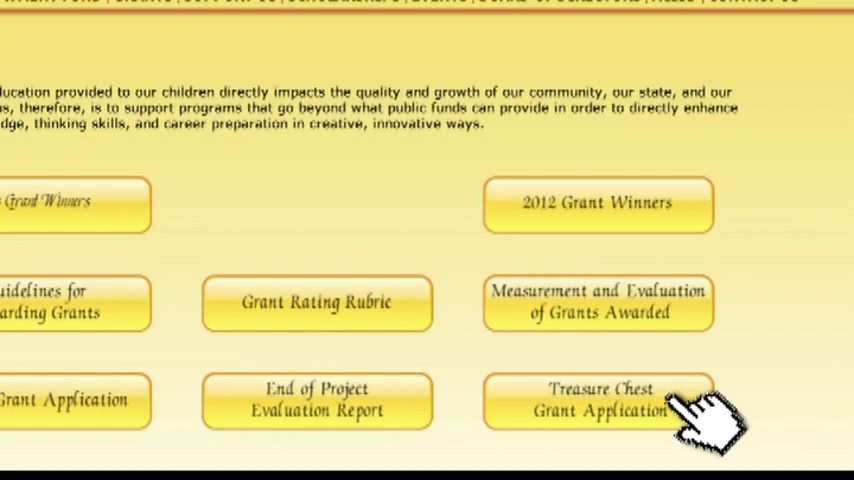 ducation provided to our children directly impacts the quality and growth of our community, our state, and our
therefore, is to support programs that go beyond what public funds can provide in order to directly enhance
thinking skills, and career preparation in creative, innovative ways.
Grant Winners
2012 Grant Winners
uidelines for
arding Grants
Grant Rating Rubric
Measurement and Evaluation
of Grants Awarded
Grant Application
End of Project
Evaluation Report
Treasure Chest
Grant Application